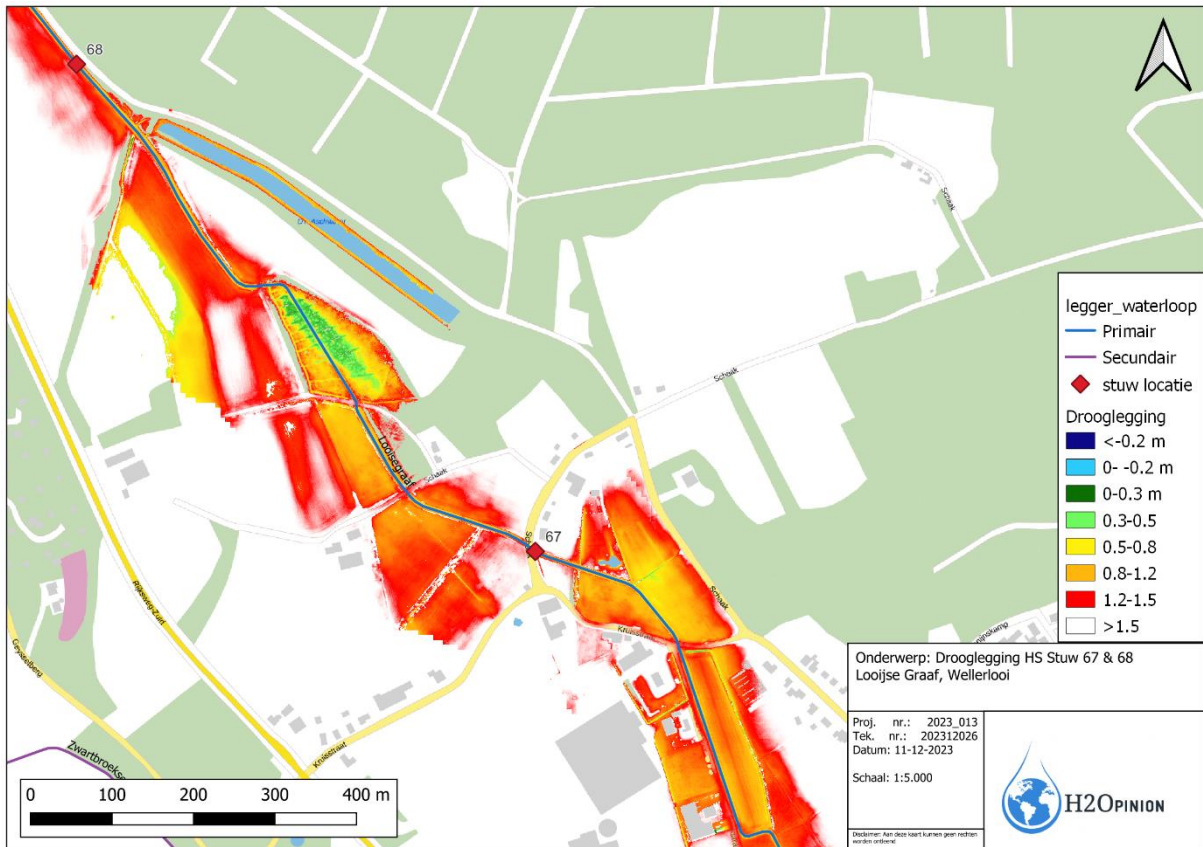 68
Schaak
Schaak
Looijsegraaf
Schaak
67
Schaak
Kruisstraat
Rijksweg-Zuid
Geysselberg
Zwartbroekse
Kruisstraat
0 100 200 300 400 m
legger_waterloop
Primair
Secundair
stuw locatie
Drooglegging
<-0.2 m
0- -0.2 m
0-0.3 m
0.3-0.5
0.5-0.8
0.8-1.2
1.2-1.5
>1.5
Onderwerp: Drooglegging HS Stuw 67 & 68
Looijse Graaf, Wellerlooi
Proj. nr.: 2023_013
Tek. nr.: 202312026
Datum: 11-12-2023
Schaal: 1:5.000
Disclaimer: Aan deze kaart kunnen geen rechten
worden ontleend
H2OPINION